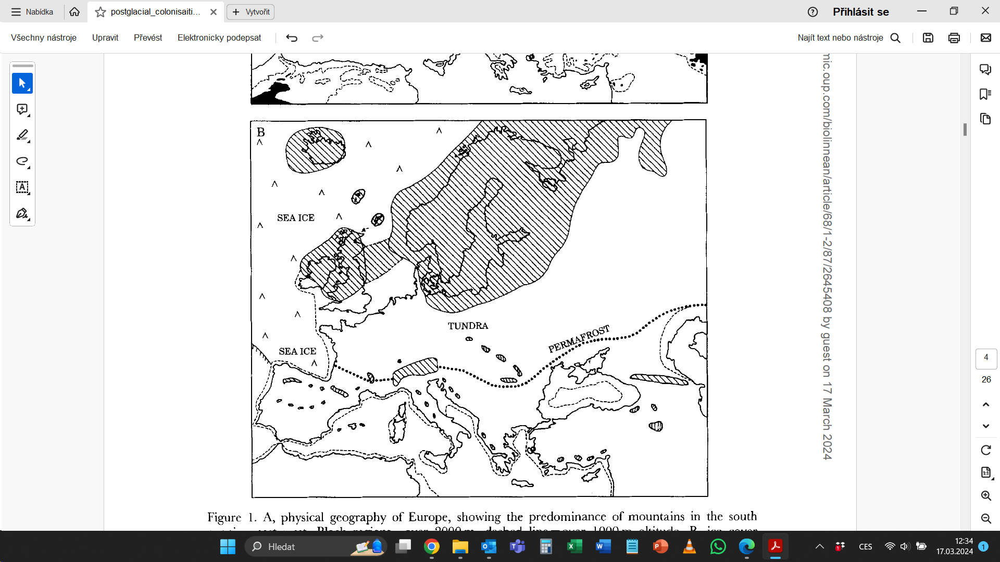 Nabídka
postglacial_colonisaiti...
Vytvořit
Přihlásit se
Všechny nástroje
Upravit
Převést
Elektronicky podepsat
Najít text nebo nástroje
B
SEA ICE
SEA ICE
TUNDRA
PERMAFROST
mic.oup.com/biolinnean/article/68/1-2/87/2645408 by guest on 17 March 2024
4
26
Figure 1. A, physical geography of Europe, showing the predominance of mountains in the south
Hledat
CES
12:34
17.03.2024
1